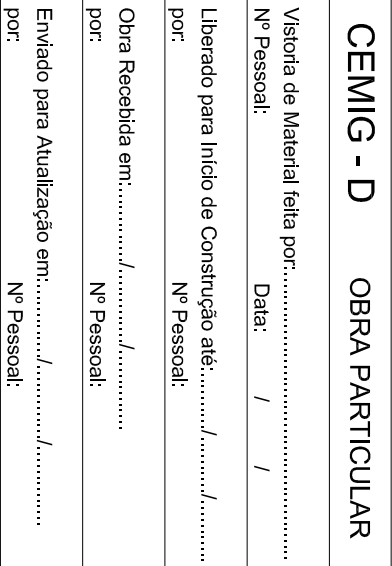 CEMIG - D OBRA PARTICULAR
Vistoria de Material feita por:.....................................................
Nº Pessoal: Data: / /
Liberado para Início de Construção até:.........../.........../...........
por: Nº Pessoal:
Obra Recebida em:............./.........../.............
por: Nº Pessoal:
Enviado para Atualização em:............/............/.............
por: Nº Pessoal: